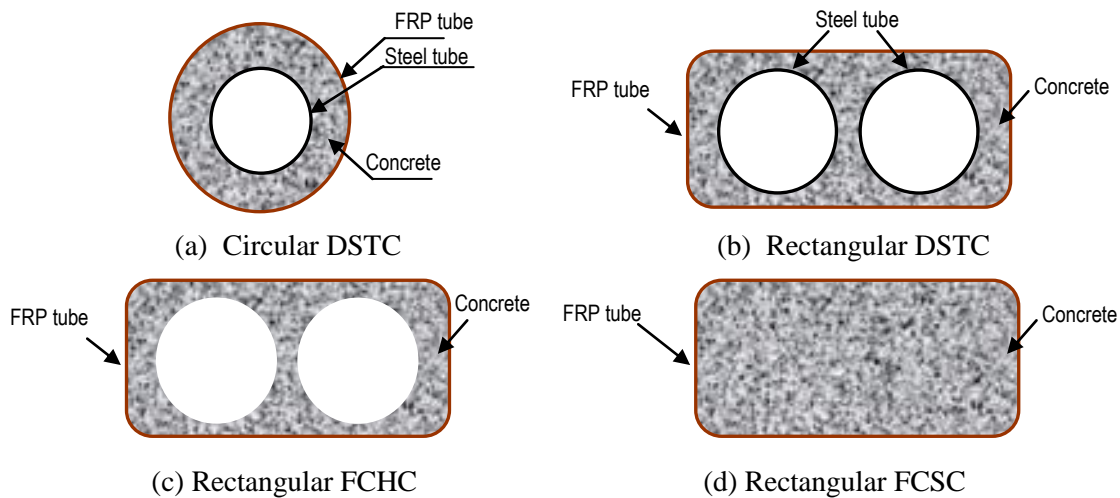 FRP tube
Steel tube
Concrete
(a) Circular DSTC
Steel tube
FRP tube
Concrete
(b) Rectangular DSTC
FRP tube
Concrete
(c) Rectangular FCHC
FRP tube
Concrete
(d) Rectangular FCSC